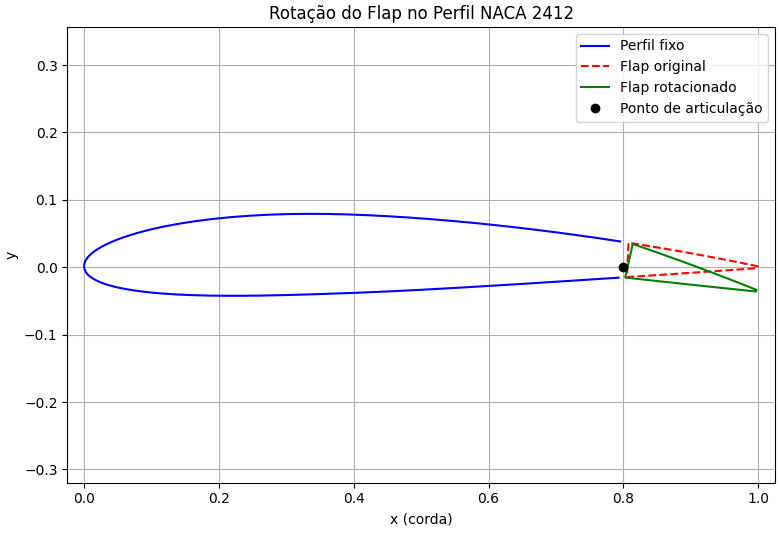 Rotação do Flap no Perfil NACA 2412
Perfil fixo
Flap original
Flap rotacionado
Ponto de articulação
0.3
0.2
0.1
0.0
−0.1
−0.2
−0.3
y
0.0 0.2 0.4 0.6 0.8 1.0
x (corda)